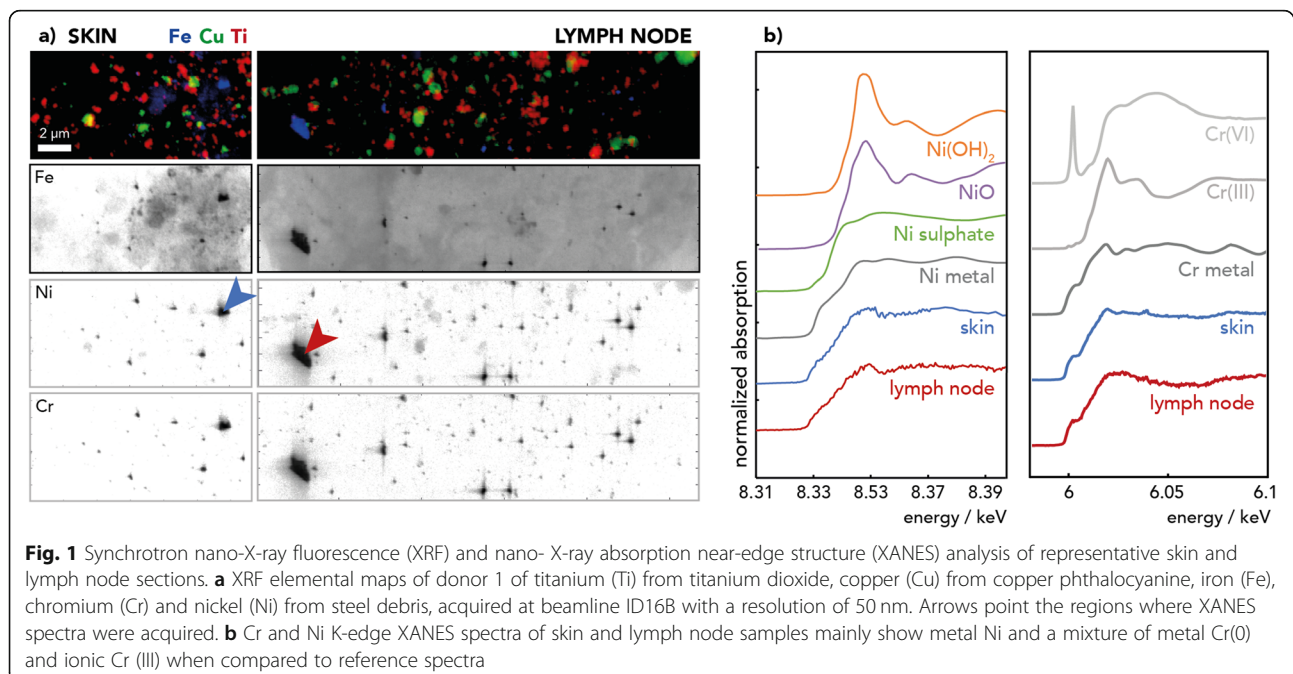 a) SKIN Fe Cu Ti LYMPH NODE
2 µm
Fe
Ni
Cr
b)
normalized absorption
Ni(OH)2
NiO
Ni sulphate
Ni metal
skin
lymph node
8.31 8.33 8.53 8.37 8.39
energy / keV
Cr(VI)
Cr(III)
Cr metal
skin
lymph node
6 6.05 6.1
energy / keV
Fig. 1 Synchrotron nano-X-ray fluorescence (XRF) and nano- X-ray absorption near-edge structure (XANES) analysis of representative skin and
lymph node sections. a XRF elemental maps of donor 1 of titanium (Ti) from titanium dioxide, copper (Cu) from copper phthalocyanine, iron (Fe),
chromium (Cr) and nickel (Ni) from steel debris, acquired at beamline ID16B with a resolution of 50 nm. Arrows point the regions where XANES
spectra were acquired. b Cr and Ni K-edge XANES spectra of skin and lymph node samples mainly show metal Ni and a mixture of metal Cr(0)
and ionic Cr (III) when compared to reference spectra